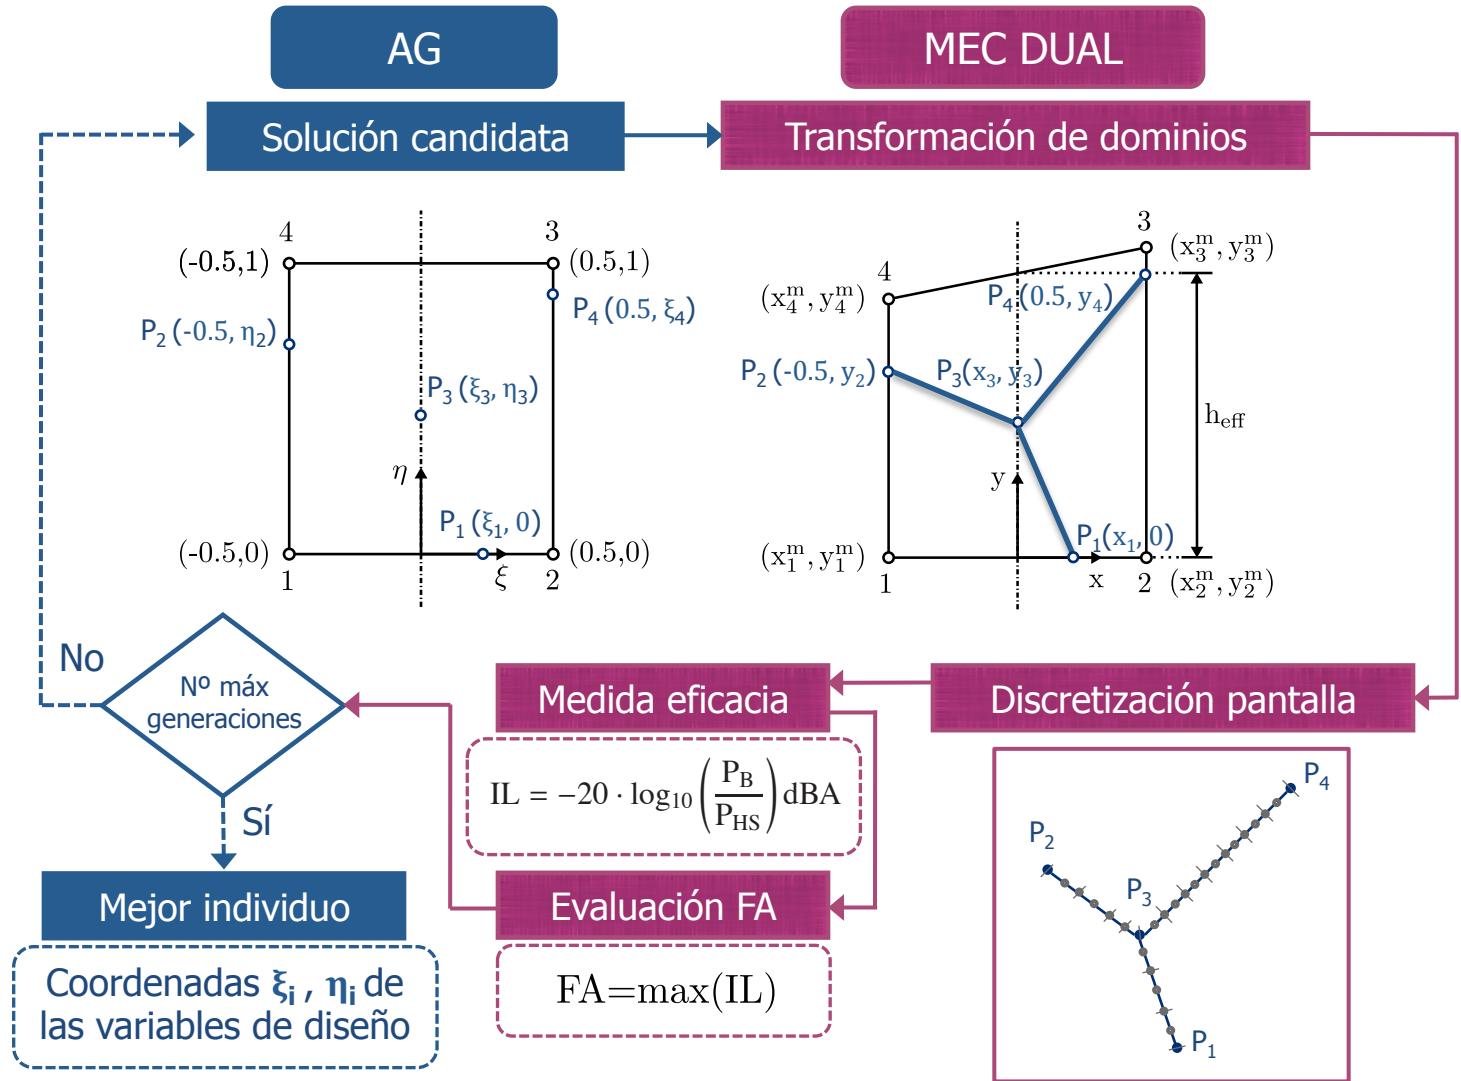 AG
MEC DUAL
Solución candidata
Transformación de dominios
4
(-0.5,1)
3
(0.5,1)
P₂ (-0.5, η₂)
P₄ (0.5, ξ₄)
P₃ (ξ₃, η₃)
η
P₁ (ξ₁, 0)
(-0.5,0)
1
ξ
2
(0.5,0)
3
(x₃ᵐ, y₃ᵐ)
4
(x₄ᵐ, y₄ᵐ)
P₄ (0.5, y₄)
P₂ (-0.5, y₂)
P₃(x₃, y₃)
h_eff
y
P₁(x₁, 0)
(x₁ᵐ, y₁ᵐ)
1
x
2
(x₂ᵐ, y₂ᵐ)
No
Nº máx
generaciones
Sí
Medida eficacia
Discretización pantalla
IL = −20 · log₁₀ (P_B / P_HS) dBA
Evaluación FA
FA=max(IL)
Mejor individuo
Coordenadas ξᵢ , ηᵢ de
las variables de diseño
P₄
P₂
P₃
P₁